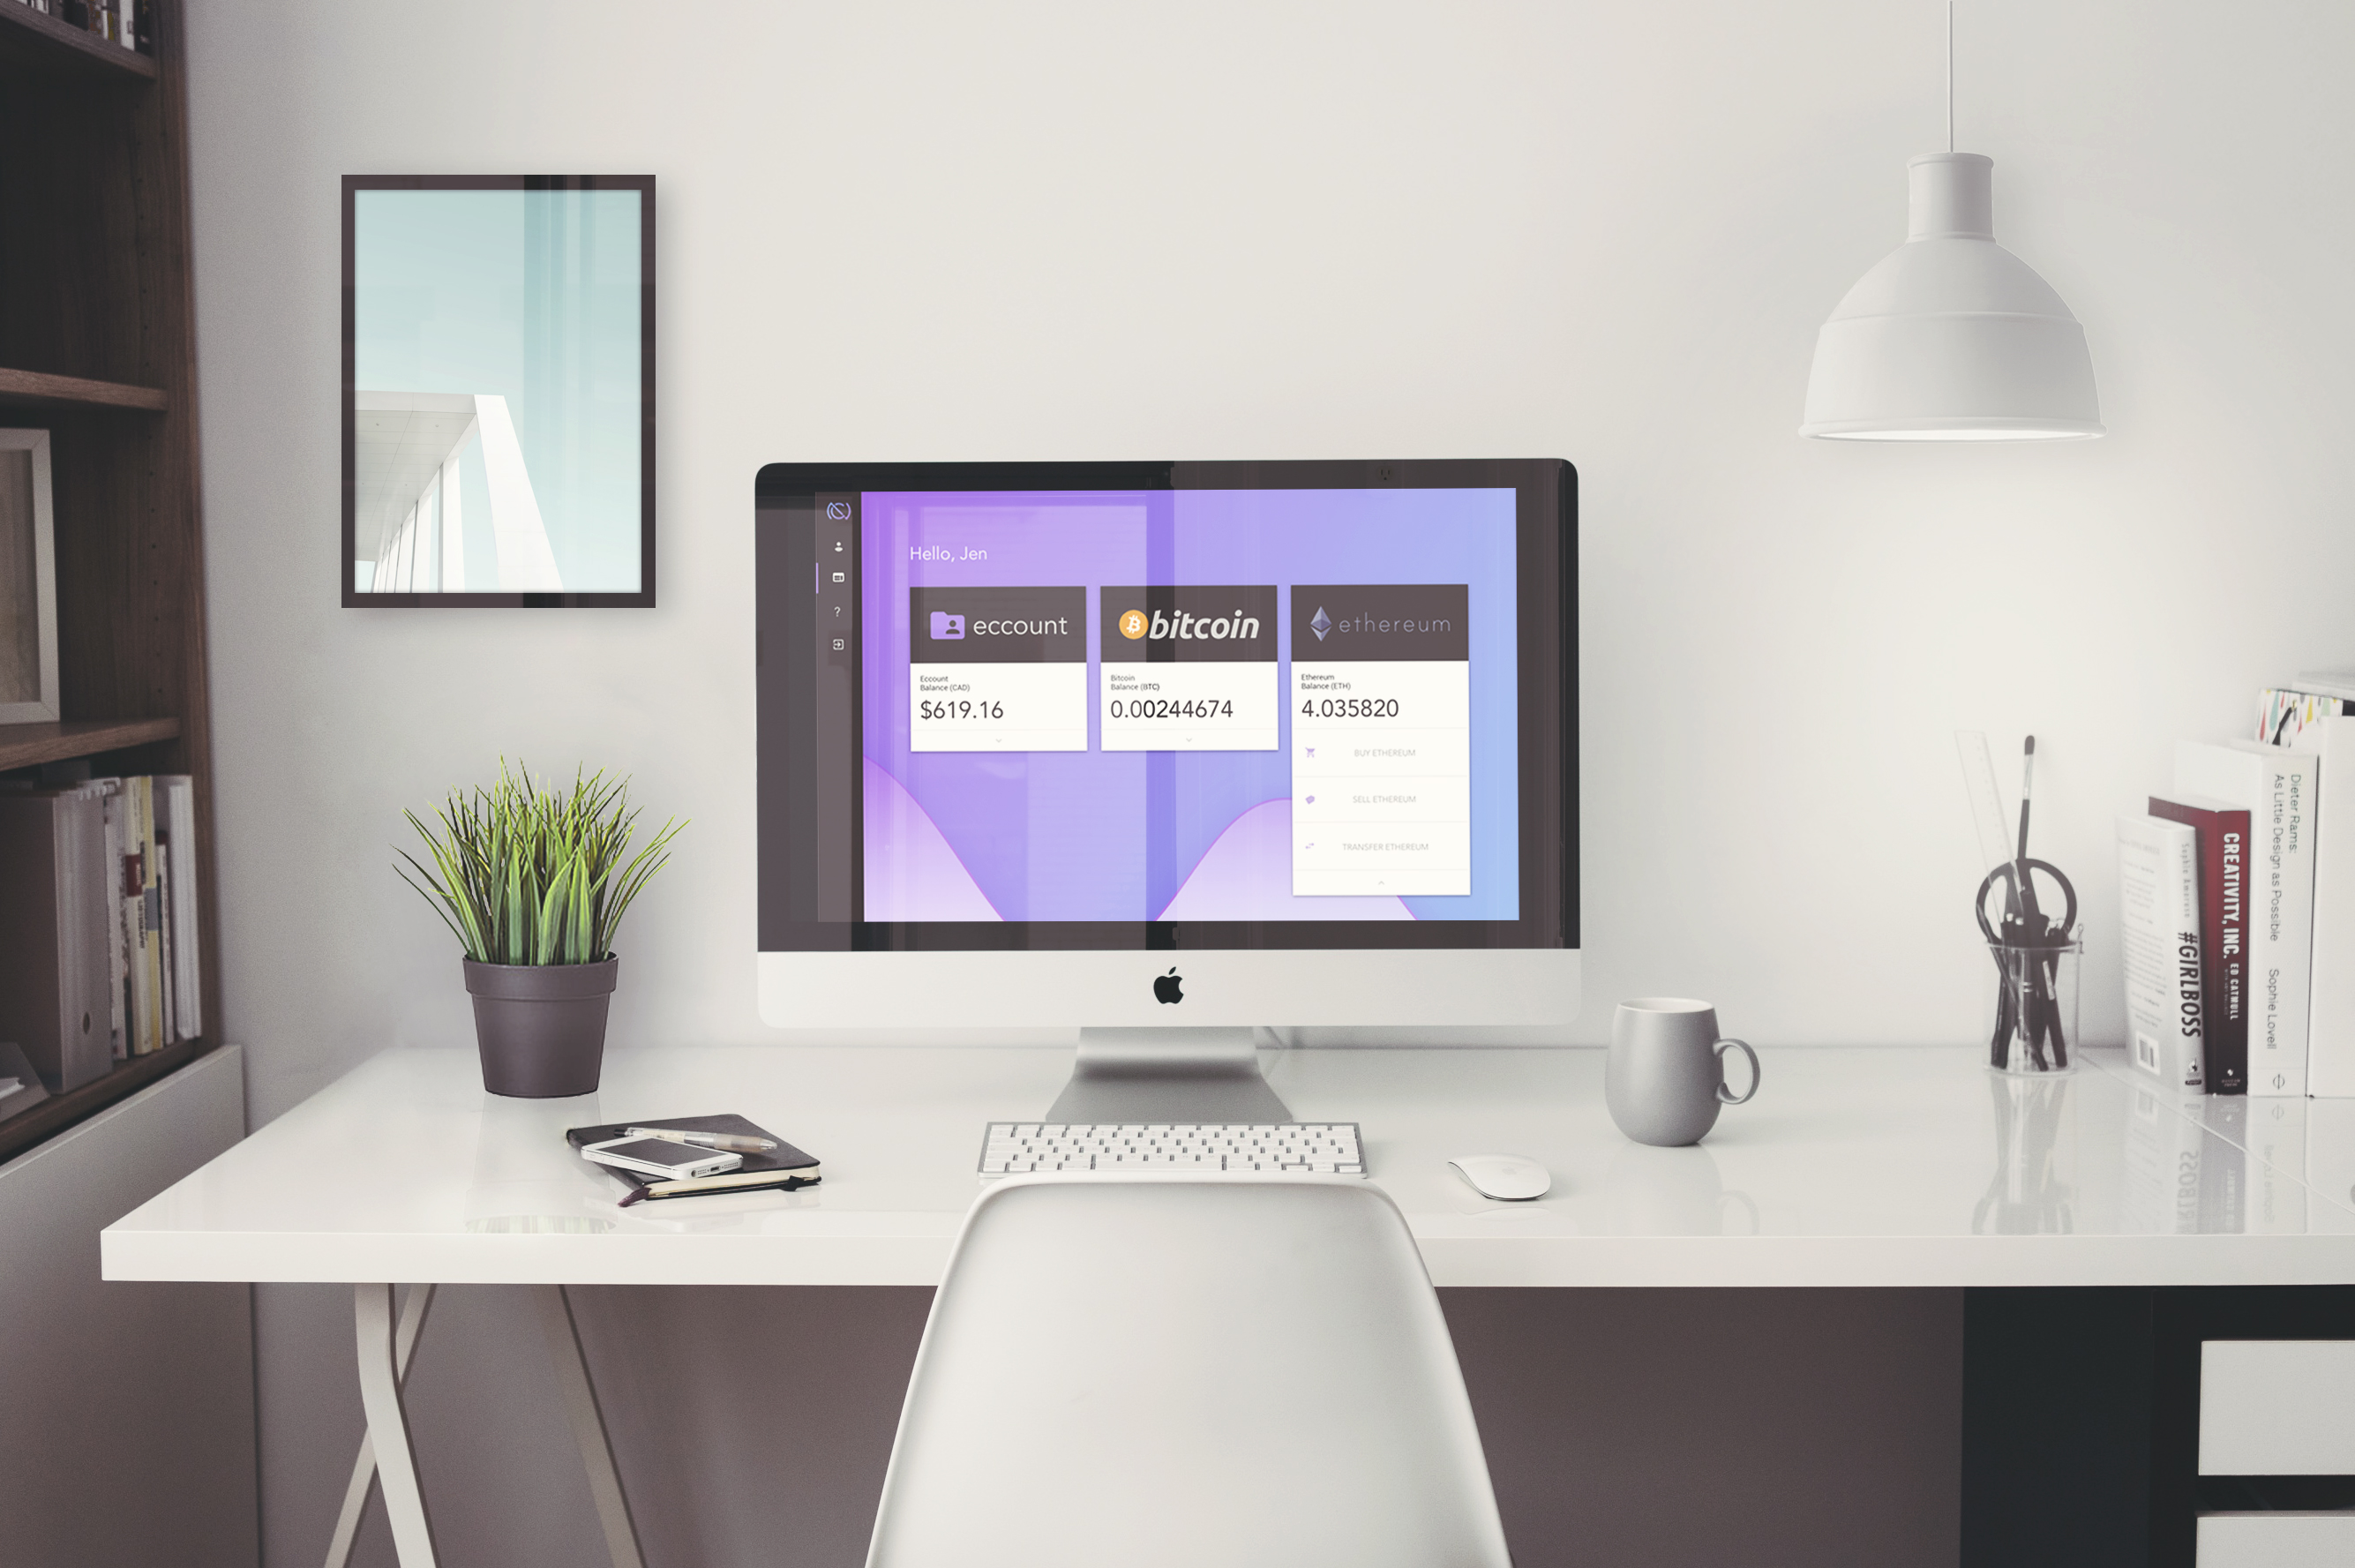 Hello, Jen
eccount
Eccount
Balance (CAD)
$619.16
bitcoin
Bitcoin
Balance (BTC)
0.00244674
ethereum
Ethereum
Balance (ETH)
4.035820
BUY ETHEREUM
SELL ETHEREUM
TRANSFER ETHEREUM
#GIRLBOSS
CREATIVITY, INC.
ED CATMULL
Dieter Rams:
As Little Design as Possible
Sophie Lovell